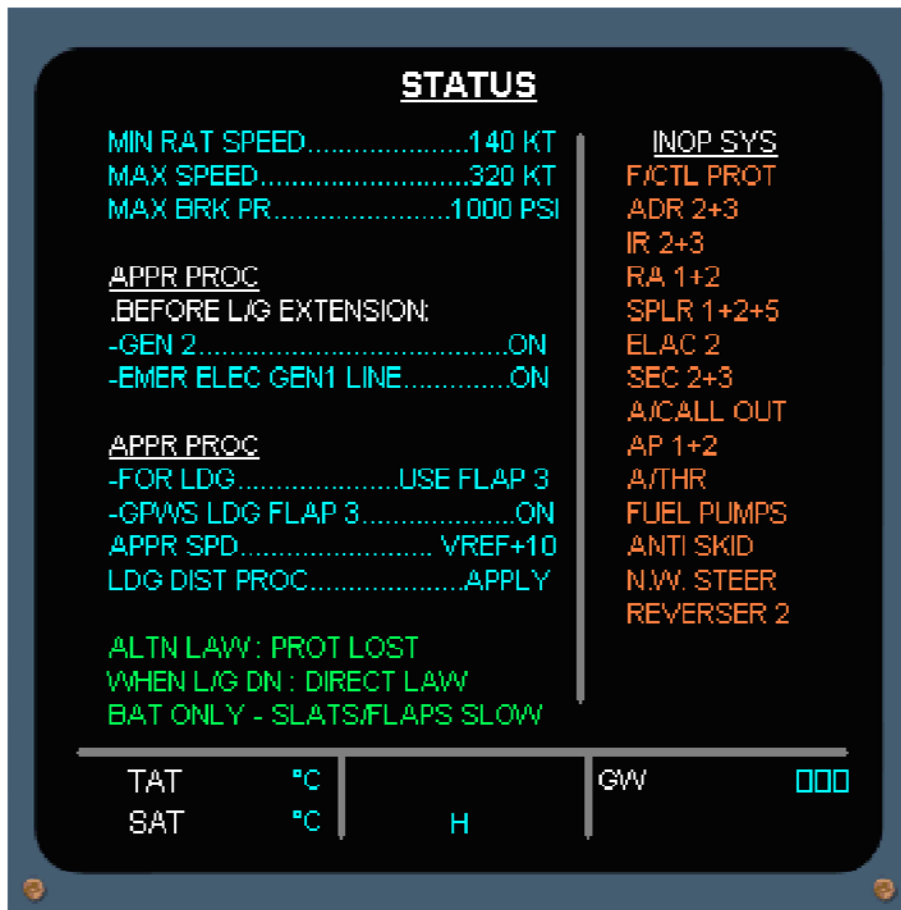 STATUS
MIN RAT SPEED.....................140 KT
MAX SPEED...........................320 KT
MAX BRK PR.......................1000 PSI
APPR PROC
.BEFORE L/G EXTENSION:
-GEN 2........................................ON
-EMER ELEC GEN1 LINE..............ON
APPR PROC
-FOR LDG.....................USE FLAP 3
-GPWS LDG FLAP 3....................ON
APPR SPD......................... VREF+10
LDG DIST PROC....................APPLY
ALTN LAW : PROT LOST
WHEN L/G DN : DIRECT LAW
BAT ONLY - SLATS/FLAPS SLOW
INOP SYS
F/CTL PROT
ADR 2+3
IR 2+3
RA 1+2
SPLR 1+2+5
ELAC 2
SEC 2+3
A/CALL OUT
AP 1+2
A/THR
FUEL PUMPS
ANTI SKID
N.W. STEER
REVERSER 2
TAT °C
SAT °C
H
GW